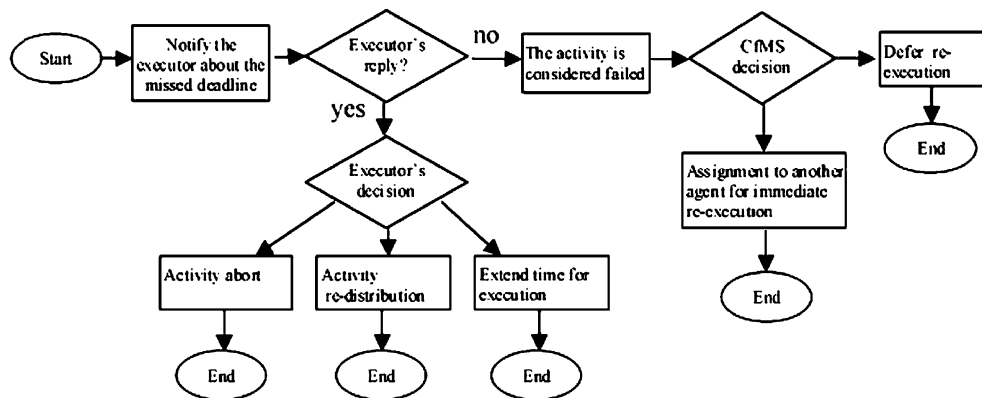 Start
Notify the
executor about the
missed deadline
Executor's
reply?
no
The activity is
considered failed
CfMS
decision
Defer re-
execution
End
yes
Executor's
decision
Assignment to another
agent for immediate
re-execution
End
Activity abort
Activity
re-distribution
Extend time for
execution
End
End
End